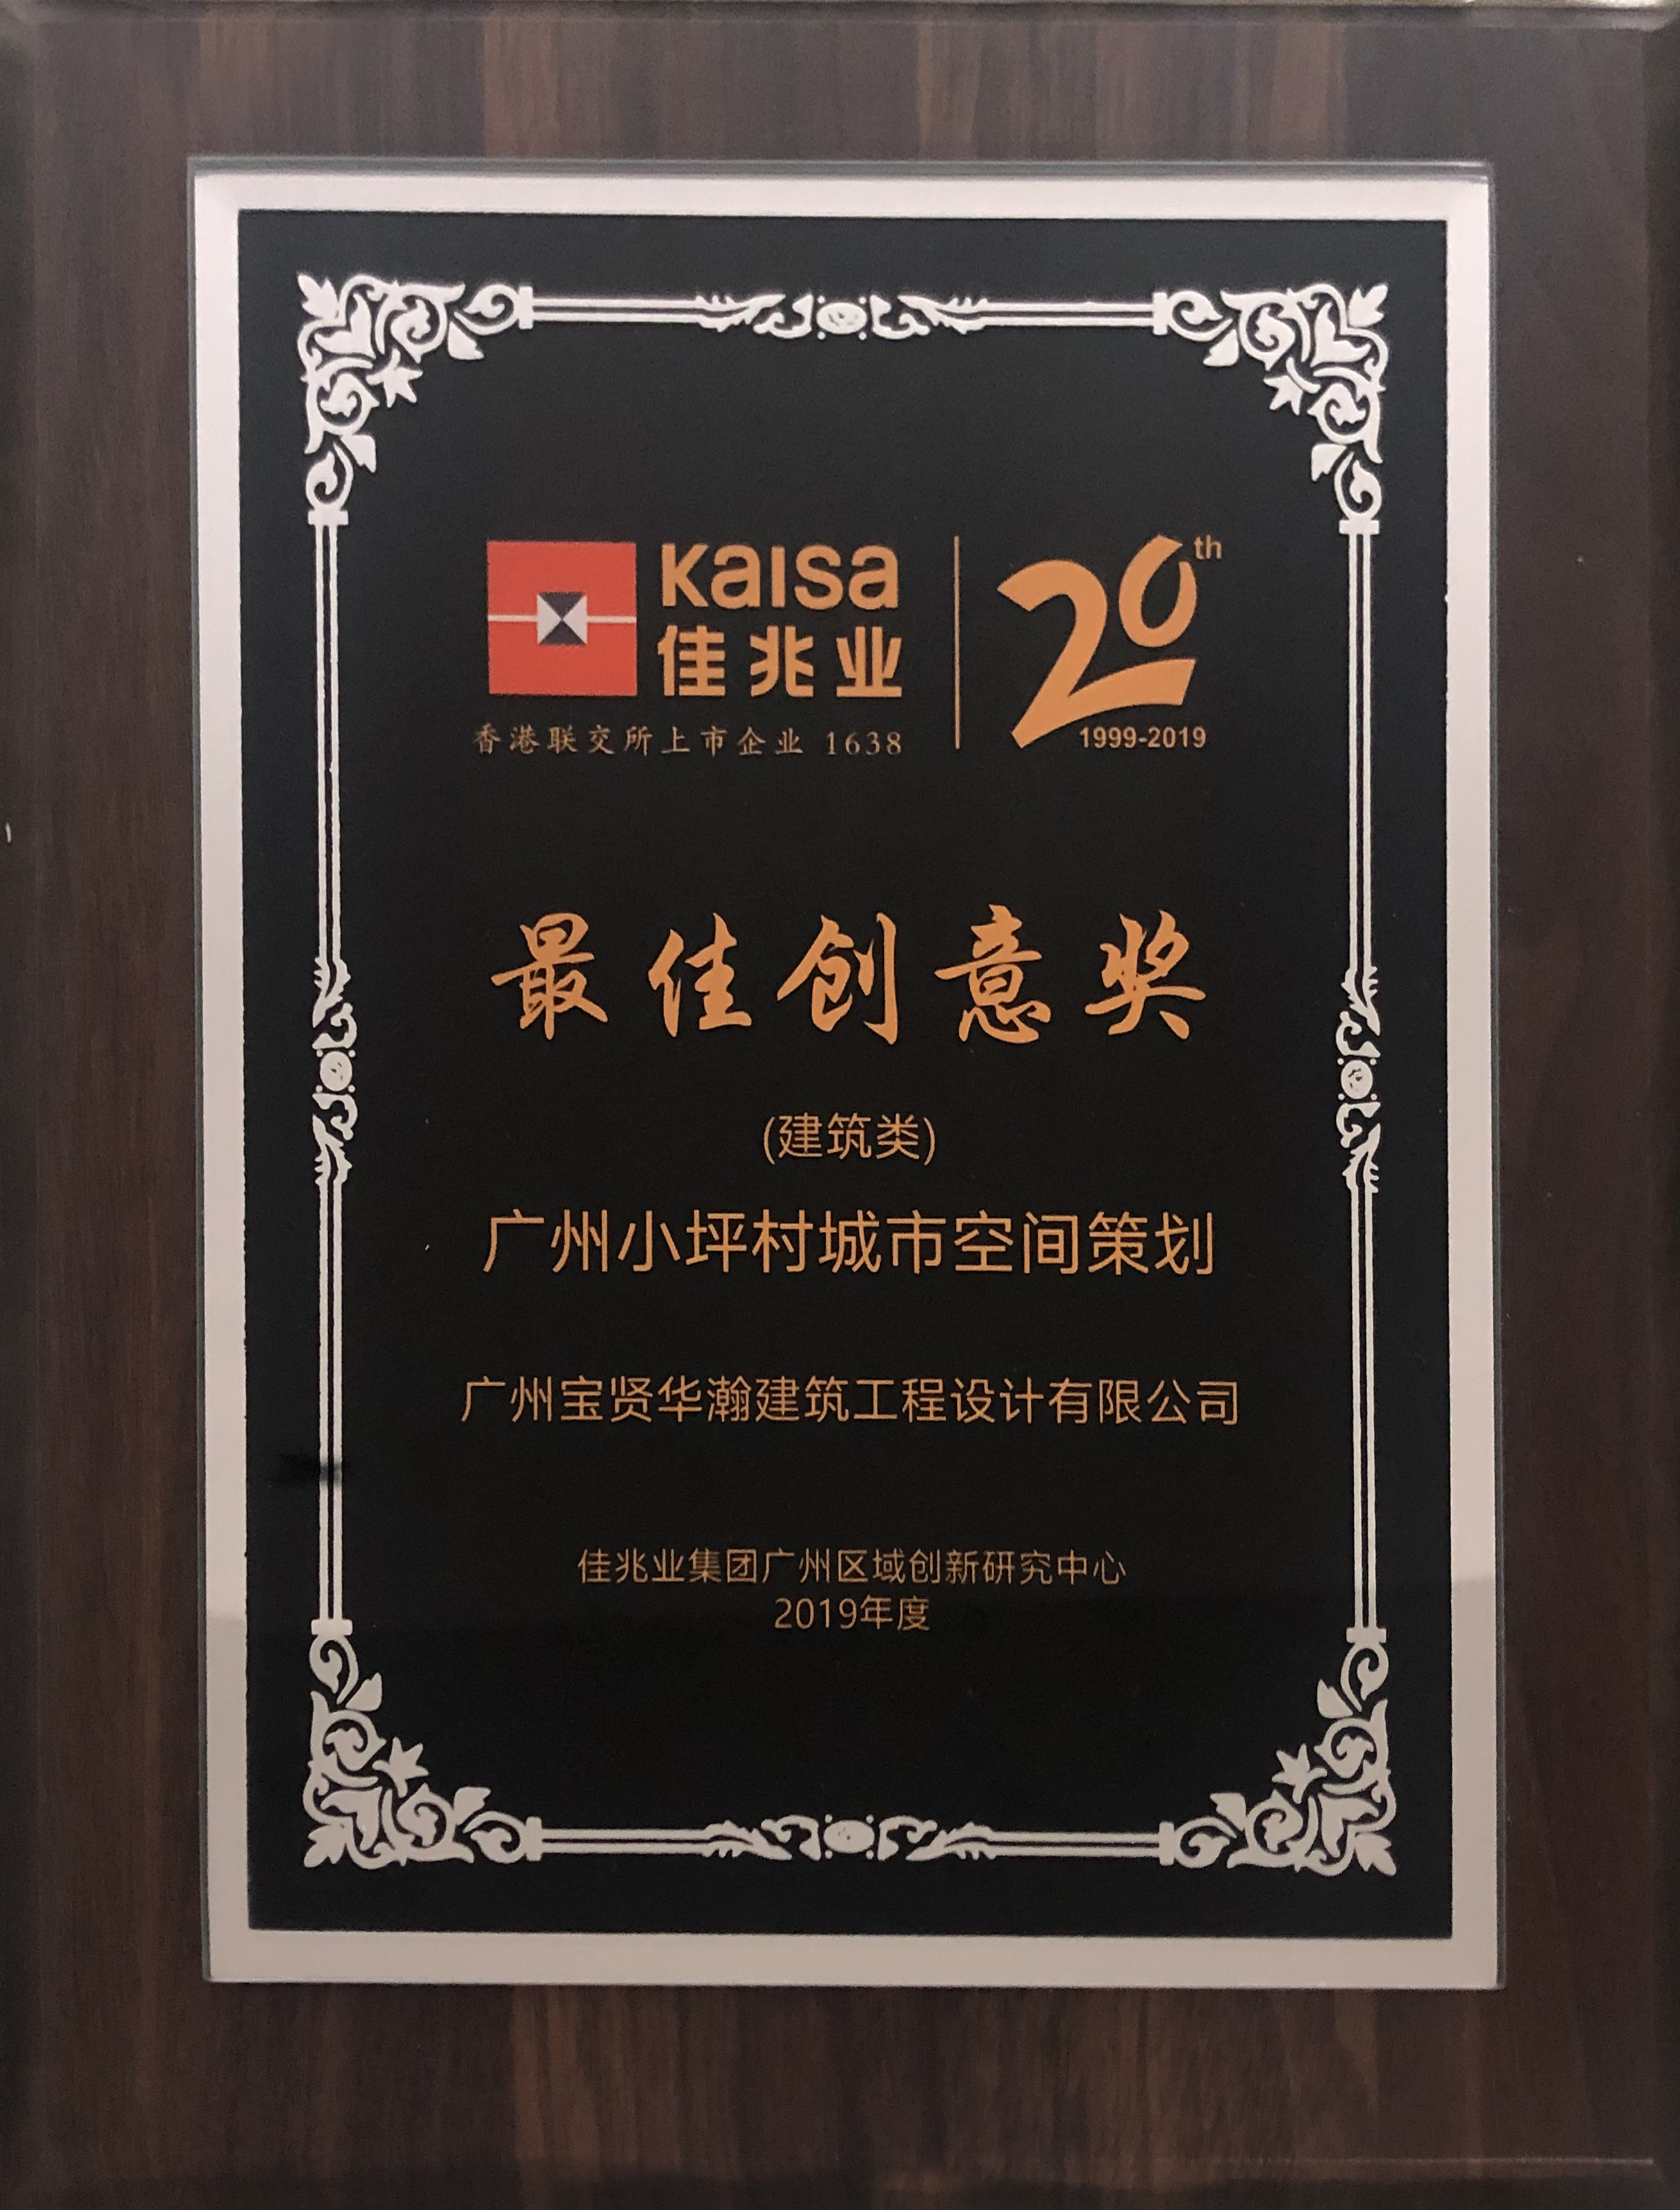 Kaisa
佳兆业
香港联交所上市企业 1638
20th
1999-2019
最佳创意奖
(建筑类)
广州小坪村城市空间策划
广州宝贤华瀚建筑工程设计有限公司
佳兆业集团广州区域创新研究中心
2019年度